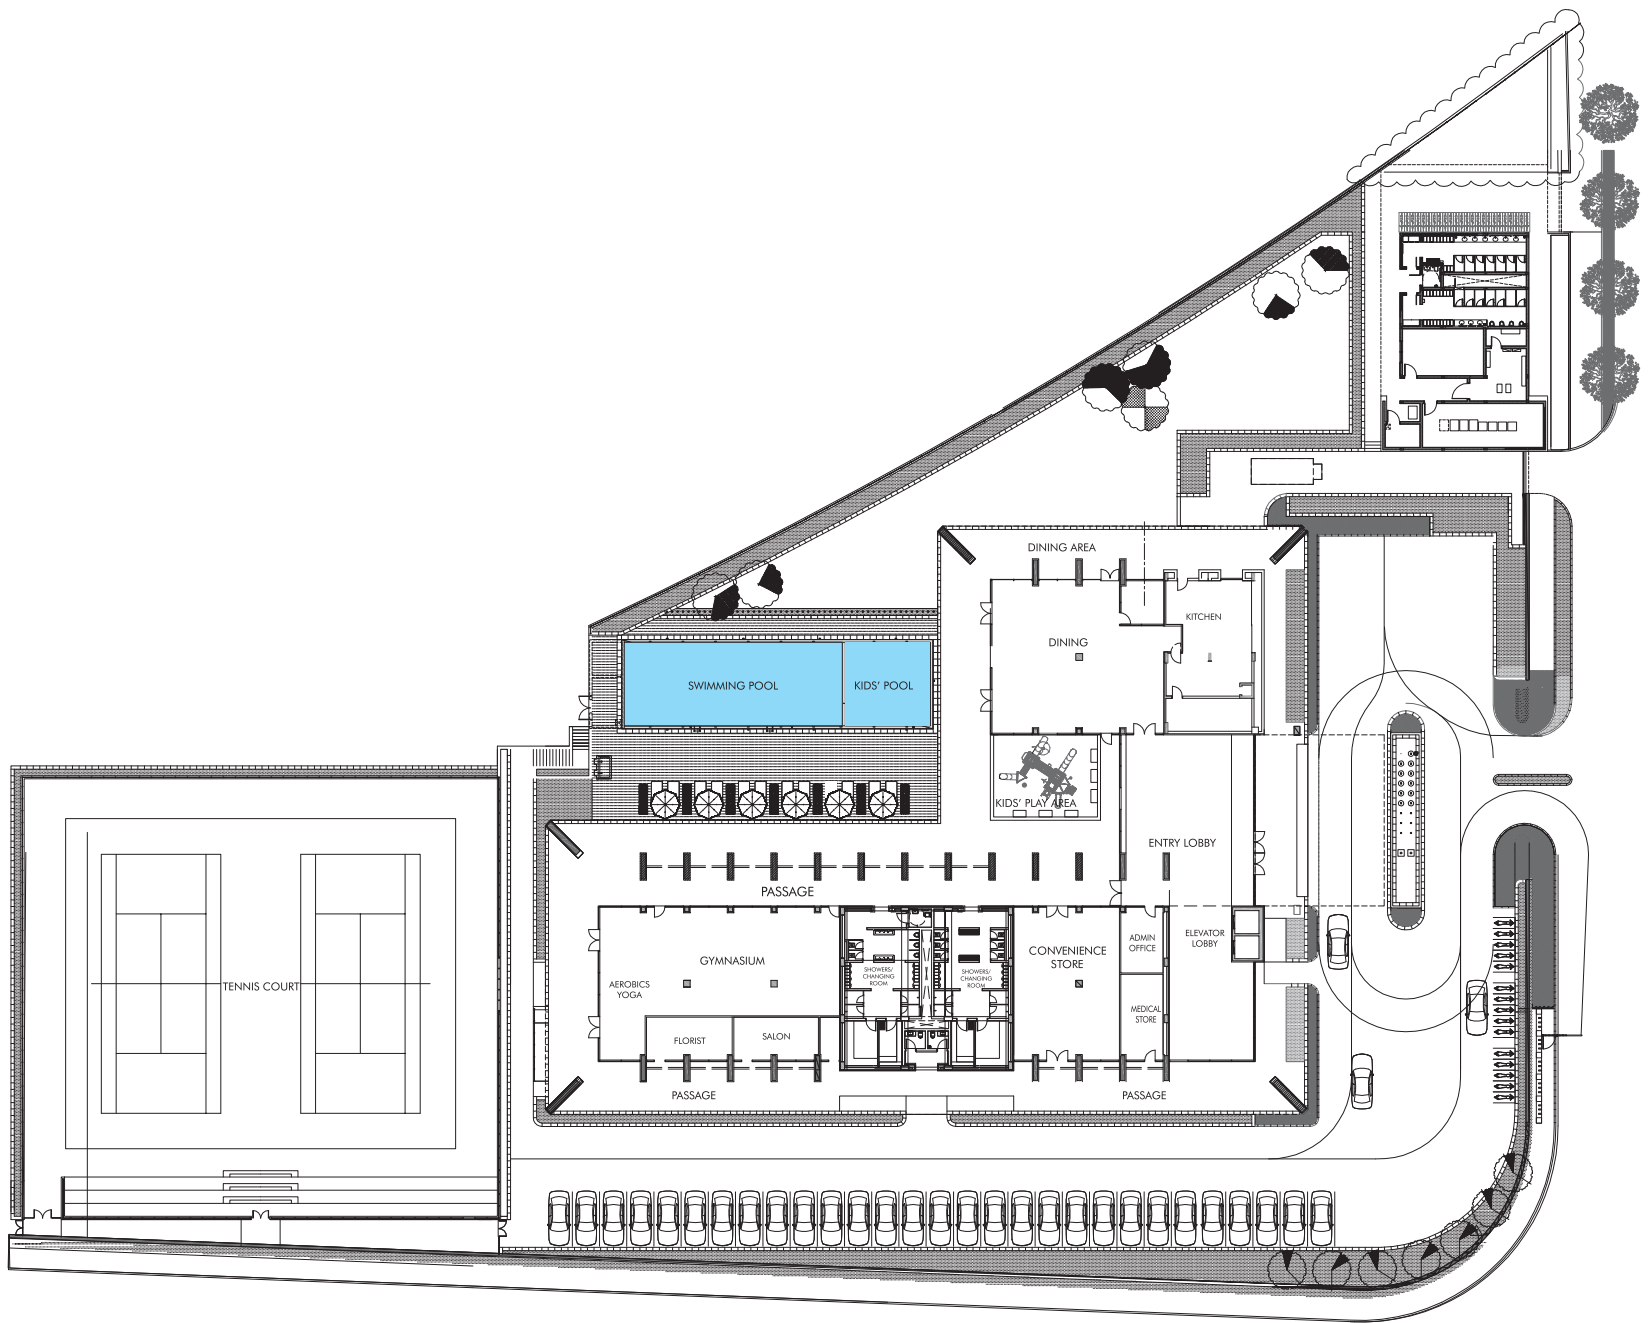 DINING AREA
KITCHEN
DINING
SWIMMING POOL
KIDS' POOL
KIDS' PLAY AREA
ENTRY LOBBY
PASSAGE
ELEVATOR
LOBBY
ADMIN
OFFICE
CONVENIENCE
STORE
GYMNASIUM
SHOWERS/
CHANGING
ROOM
SHOWERS/
CHANGING
ROOM
AEROBICS
YOGA
TENNIS COURT
MEDICAL
STORE
FLORIST
SALON
PASSAGE
PASSAGE